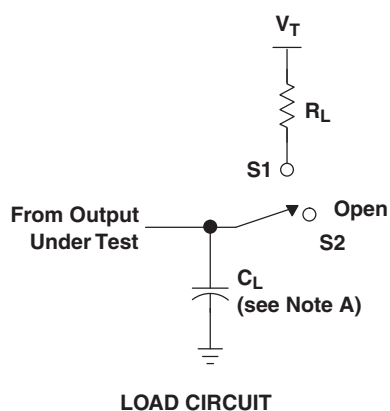 V_T
R_L
S1
From Output
Under Test
Open
S2
C_L
(see Note A)
LOAD CIRCUIT